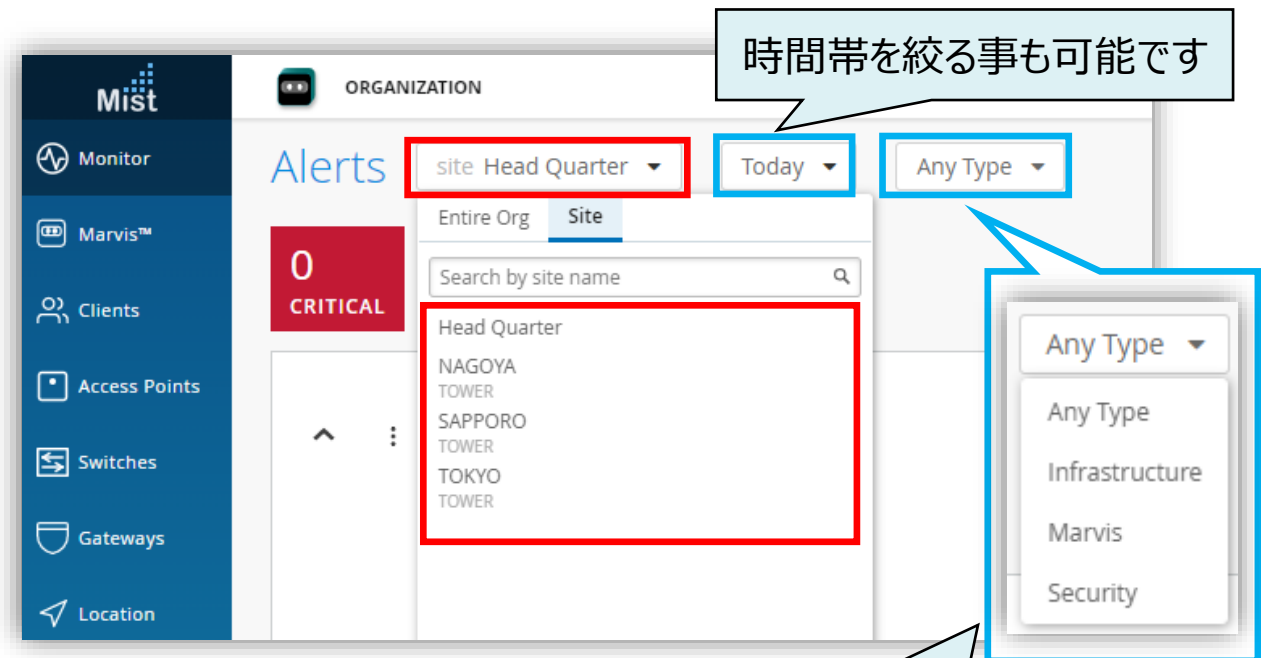 時間帯を絞る事も可能です
Mist
ORGANIZATION
Monitor
Marvis™
Clients
Access Points
Switches
Gateways
Location
Alerts
site Head Quarter
Today
Any Type
Entire Org
Site
Search by site name
0
CRITICAL
Head Quarter
NAGOYA
TOWER
SAPPORO
TOWER
TOKYO
TOWER
Any Type
Any Type
Infrastructure
Marvis
Security